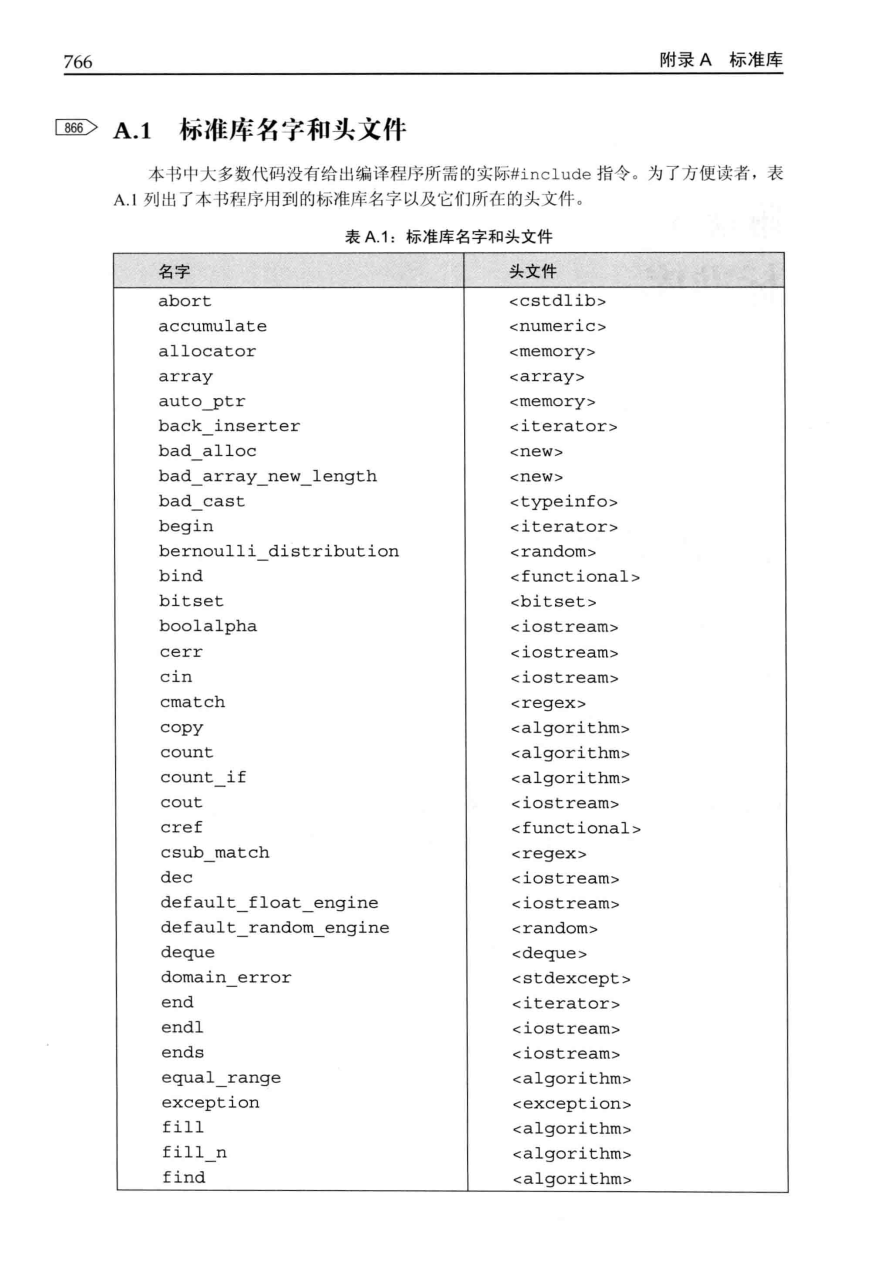 766
附录 A 标准库
866
A.1 标准库名字和头文件
本书中大多数代码没有给出编译程序所需的实际#include 指令。为了方便读者，表
A.1 列出了本书程序用到的标准库名字以及它们所在的头文件。
表 A.1：标准库名字和头文件
名字 头文件
abort <cstdlib>
accumulate <numeric>
allocator <memory>
array <array>
auto_ptr <memory>
back_inserter <iterator>
bad_alloc <new>
bad_array_new_length <new>
bad_cast <typeinfo>
begin <iterator>
bernoulli_distribution <random>
bind <functional>
bitset <bitset>
boolalpha <iostream>
cerr <iostream>
cin <iostream>
cmatch <regex>
copy <algorithm>
count <algorithm>
count_if <algorithm>
cout <iostream>
cref <functional>
csub_match <regex>
dec <iostream>
default_float_engine <iostream>
default_random_engine <random>
deque <deque>
domain_error <stdexcept>
end <iterator>
endl <iostream>
ends <iostream>
equal_range <algorithm>
exception <exception>
fill <algorithm>
fill_n <algorithm>
find <algorithm>